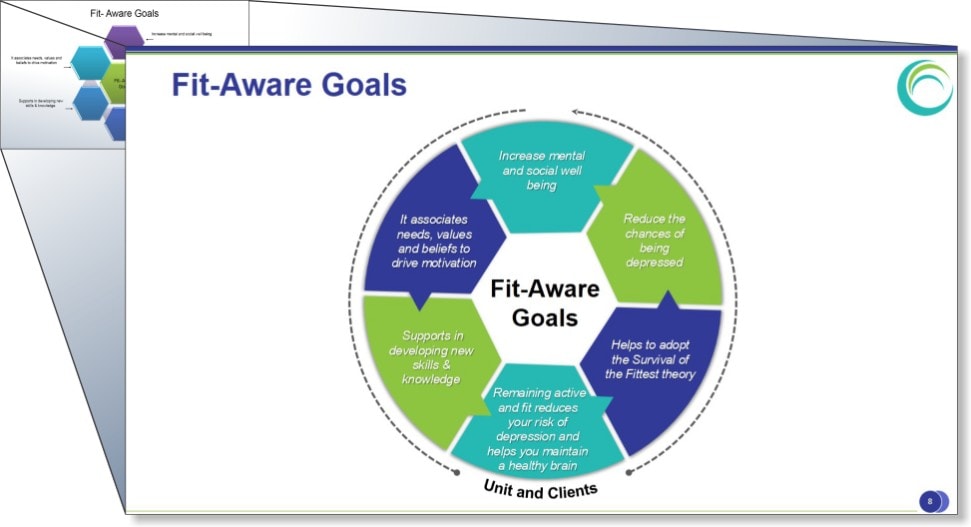 Fit- Aware Goals
Increase mental and social well being
It associates needs, values and
beliefs to drive motivation
Supports in developing new
skills & knowledge
Fit-Aware Goals
Increase mental
and social well
being
Reduce the
chances of
being
depressed
Helps to adopt
the Survival of
the Fittest theory
Remaining active
and fit reduces
your risk of
depression and
helps you maintain
a healthy brain
Supports in
developing new
skills &
knowledge
It associates
needs, values
and beliefs to
drive motivation
Fit-Aware
Goals
Unit and Clients
8